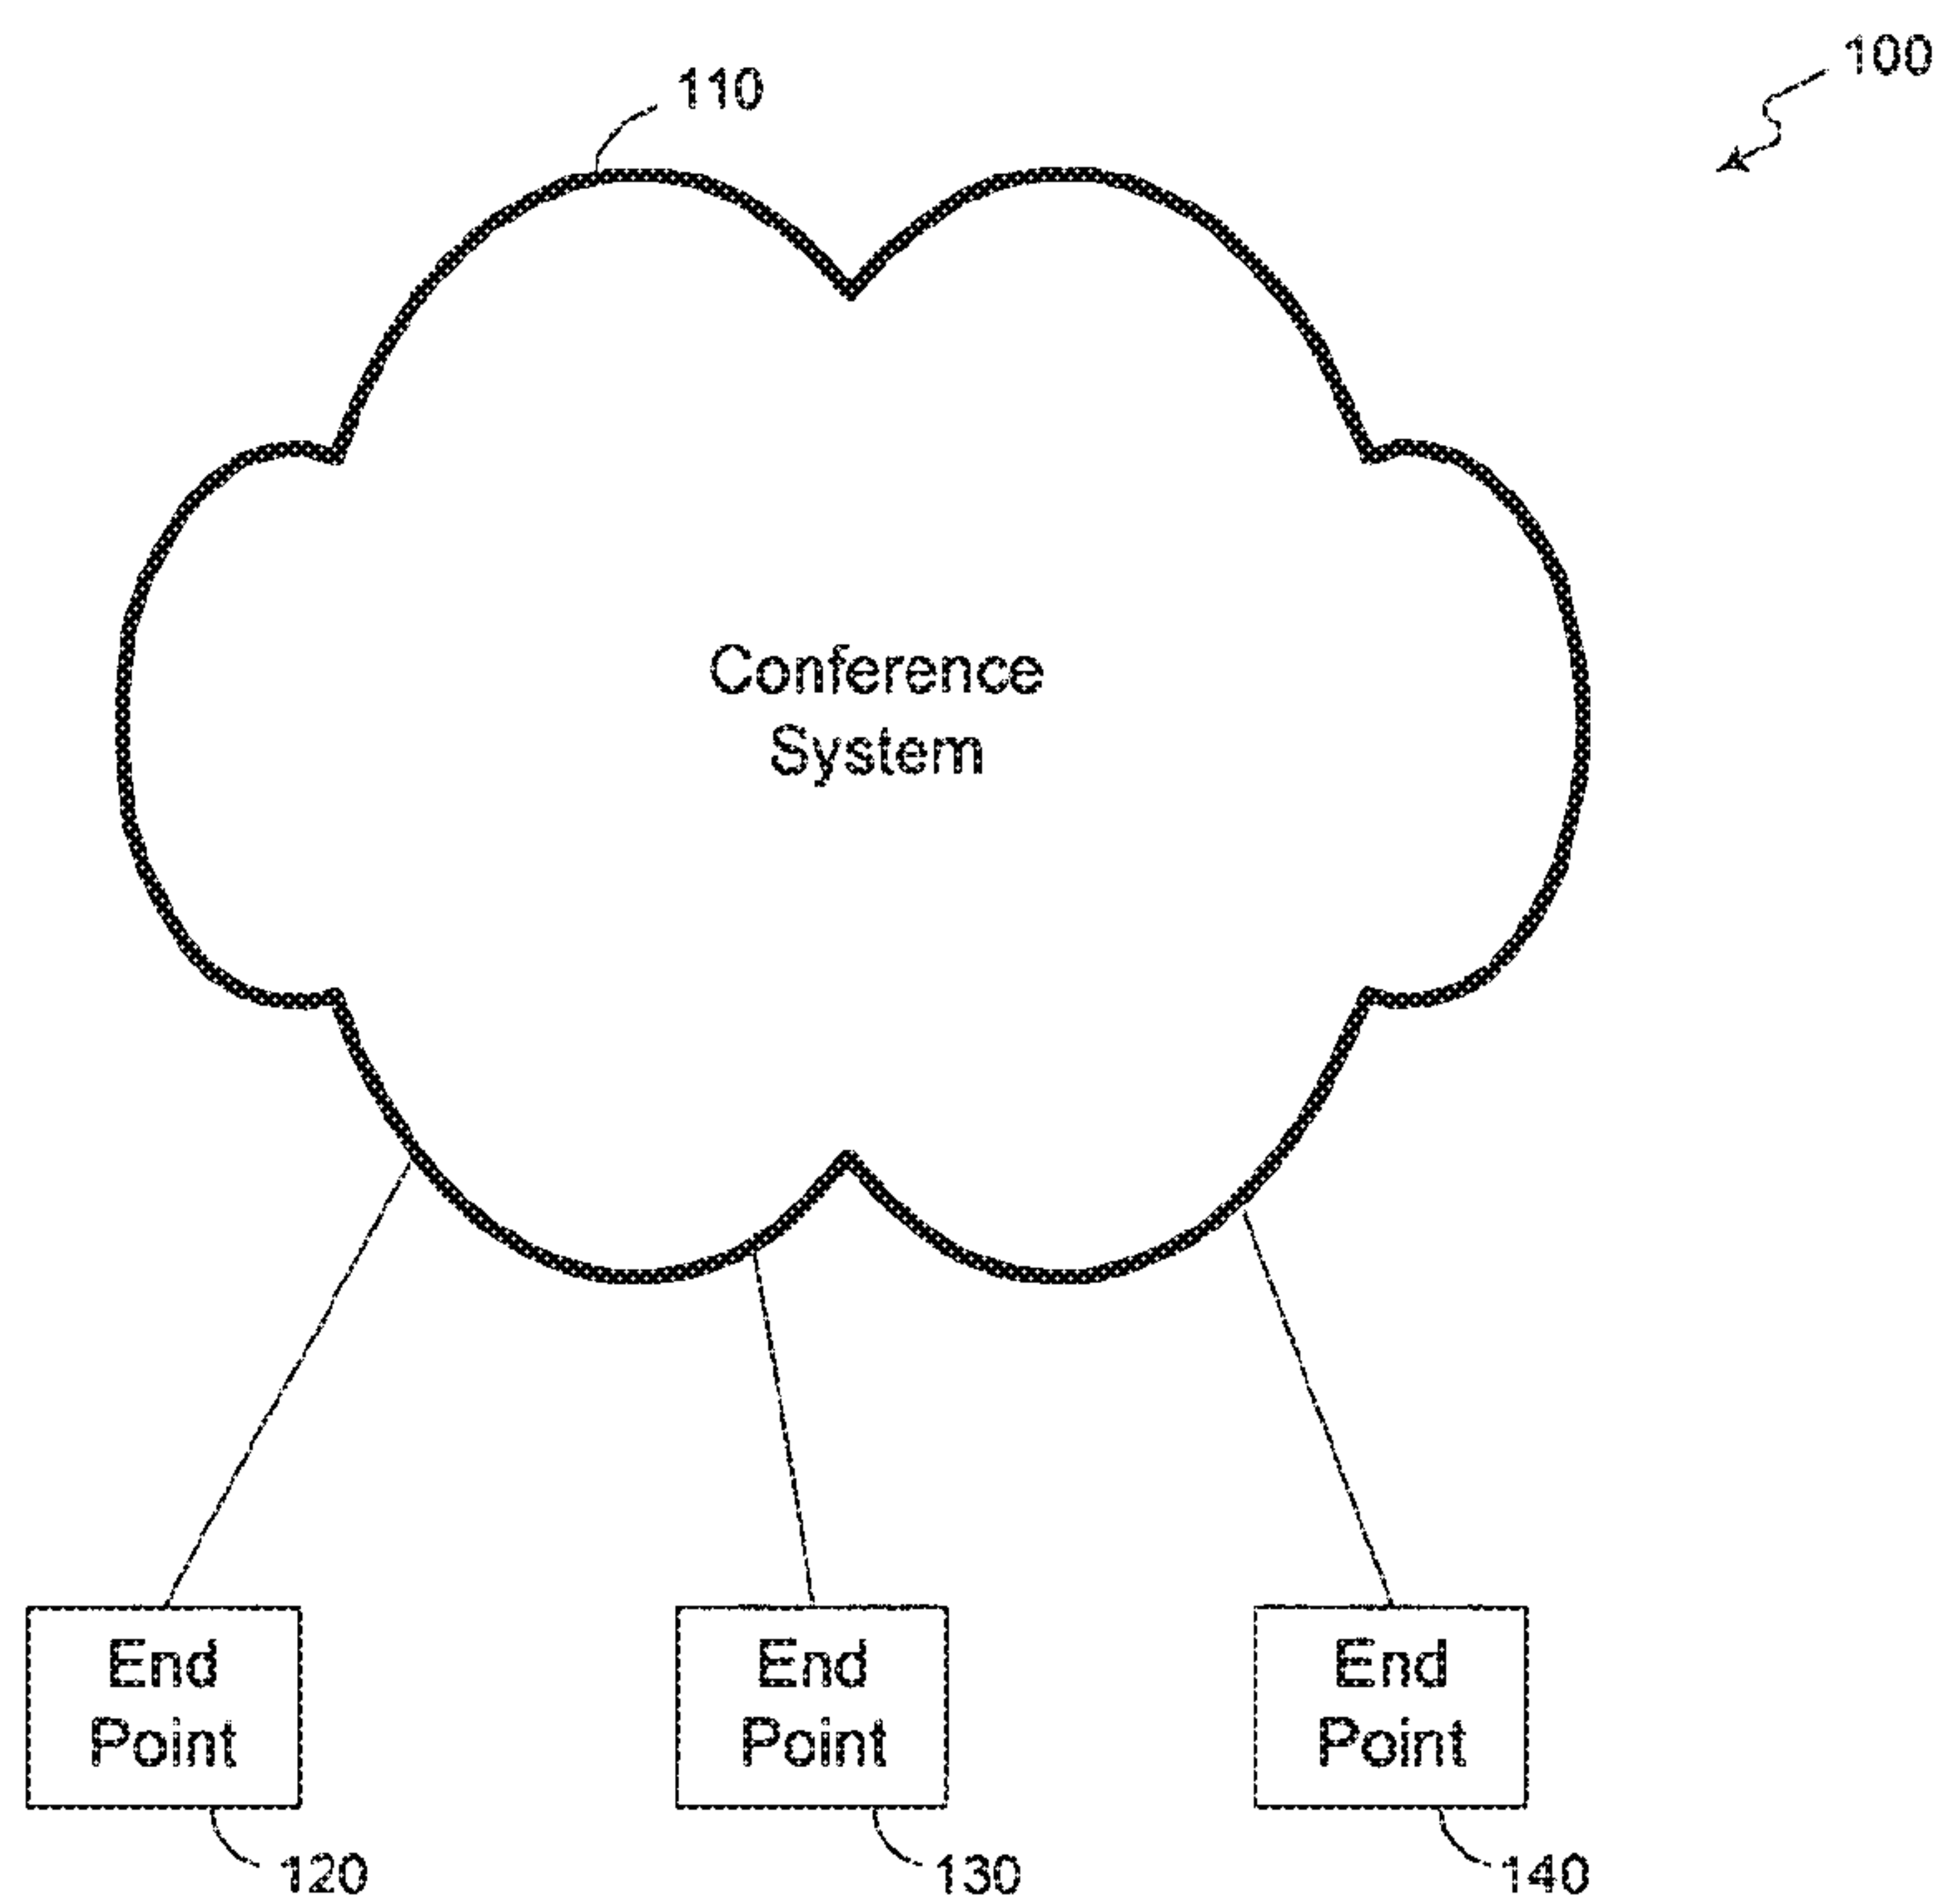 100
110
Conference
System
End
Point
End
Point
End
Point
120
130
140